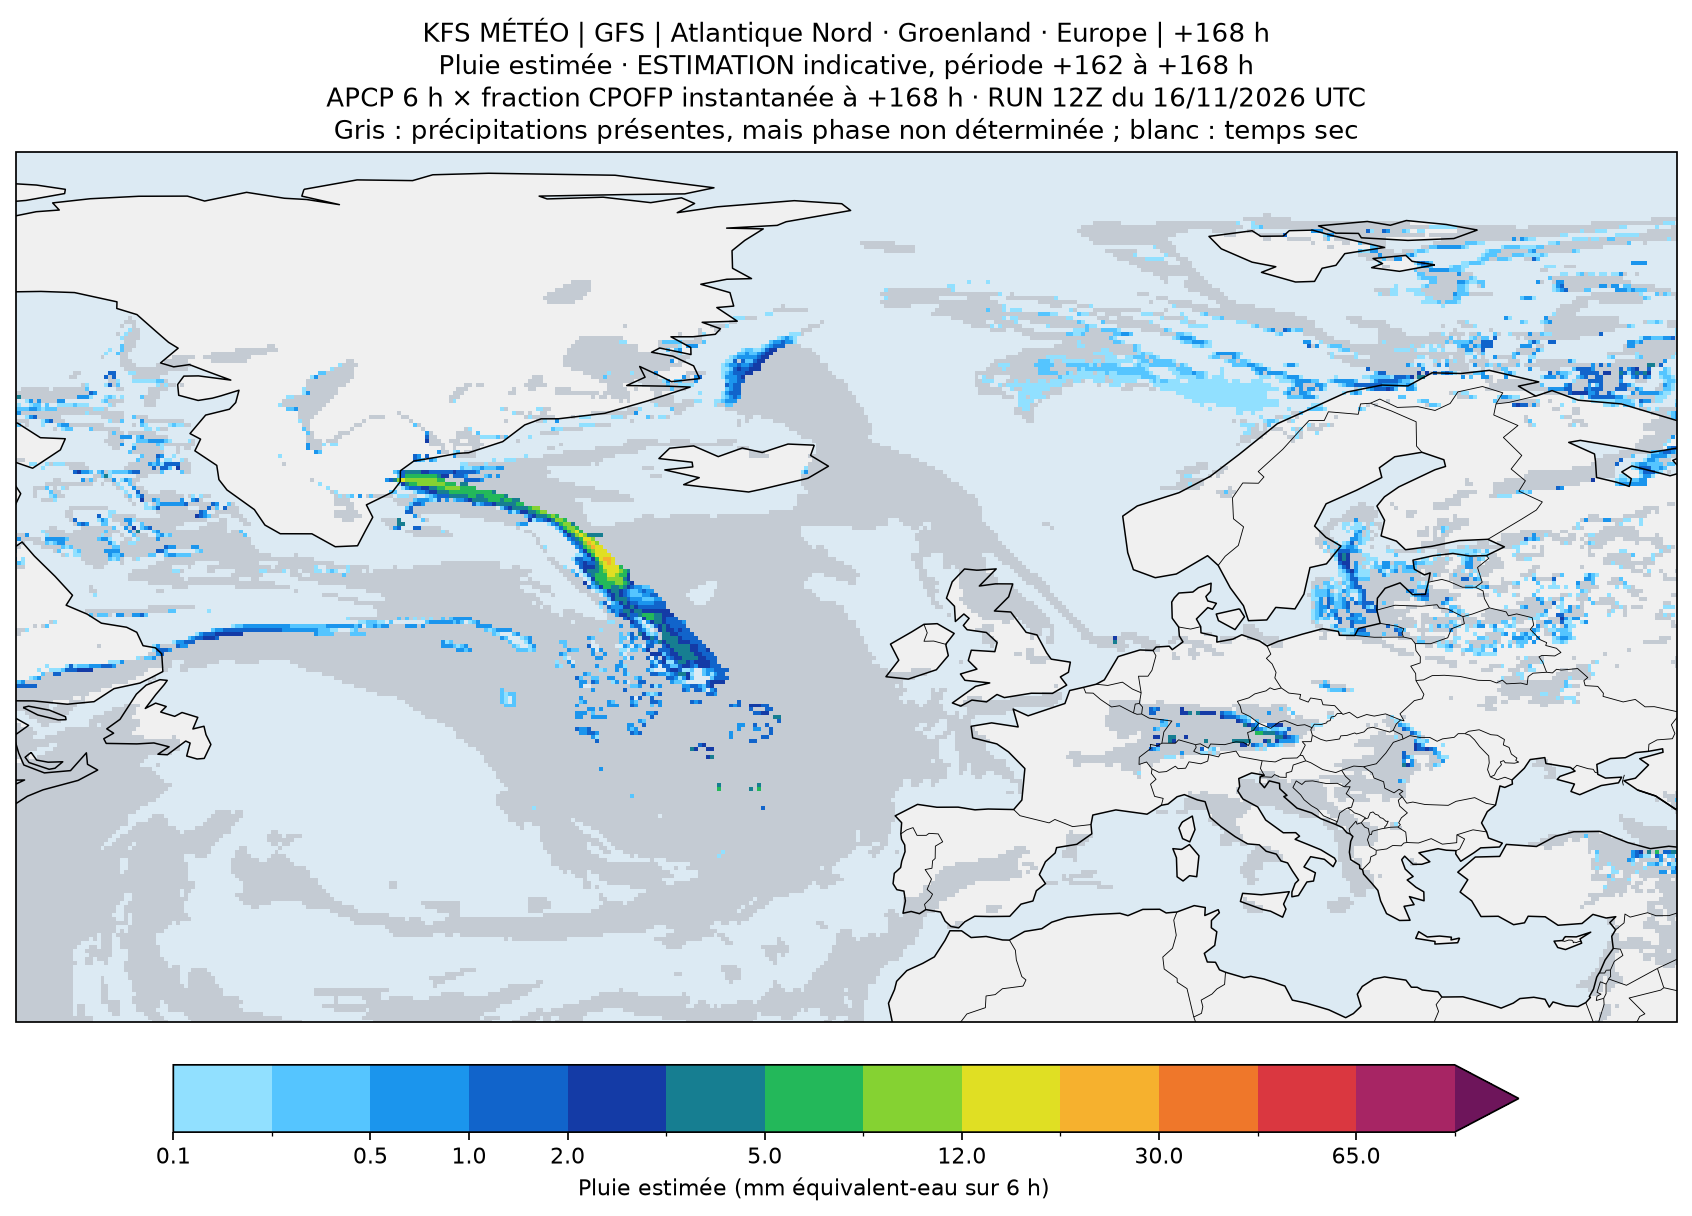 KFS MÉTÉO | GFS | Atlantique Nord · Groenland · Europe | +168 h
Pluie estimée · ESTIMATION indicative, période +162 à +168 h
APCP 6 h × fraction CPOFP instantanée à +168 h · RUN 12Z du 16/11/2026 UTC
Gris : précipitations présentes, mais phase non déterminée ; blanc : temps sec
0.1 0.5 1.0 2.0 5.0 12.0 30.0 65.0
Pluie estimée (mm équivalent-eau sur 6 h)